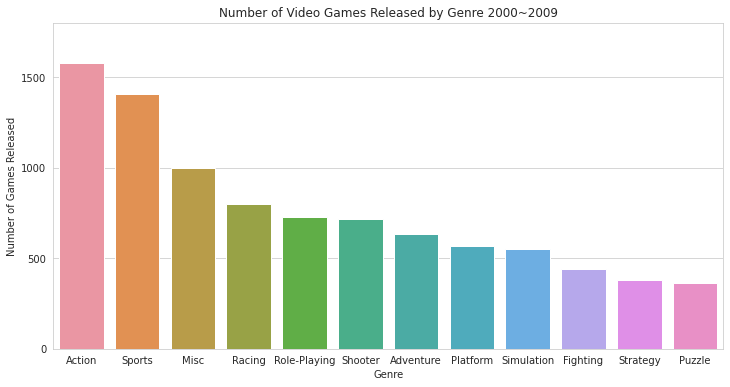 Number of Video Games Released by Genre 2000~2009
Number of Games Released
1500
1000
500
0
Action Sports Misc Racing Role-Playing Shooter Adventure Platform Simulation Fighting Strategy Puzzle
Genre